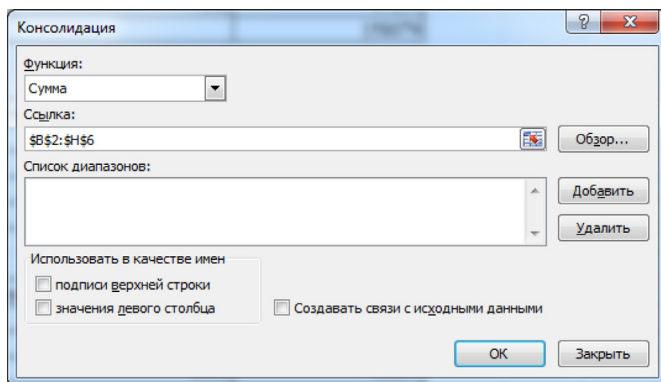 Консолидация
Функция:
Сумма
Ссылка:
$B$2:$H$6
Обзор...
Список диапазонов:
Добавить
Удалить
Использовать в качестве имен
подписи верхней строки
значения левого столбца
Создавать связи с исходными данными
ОК
Закрыть